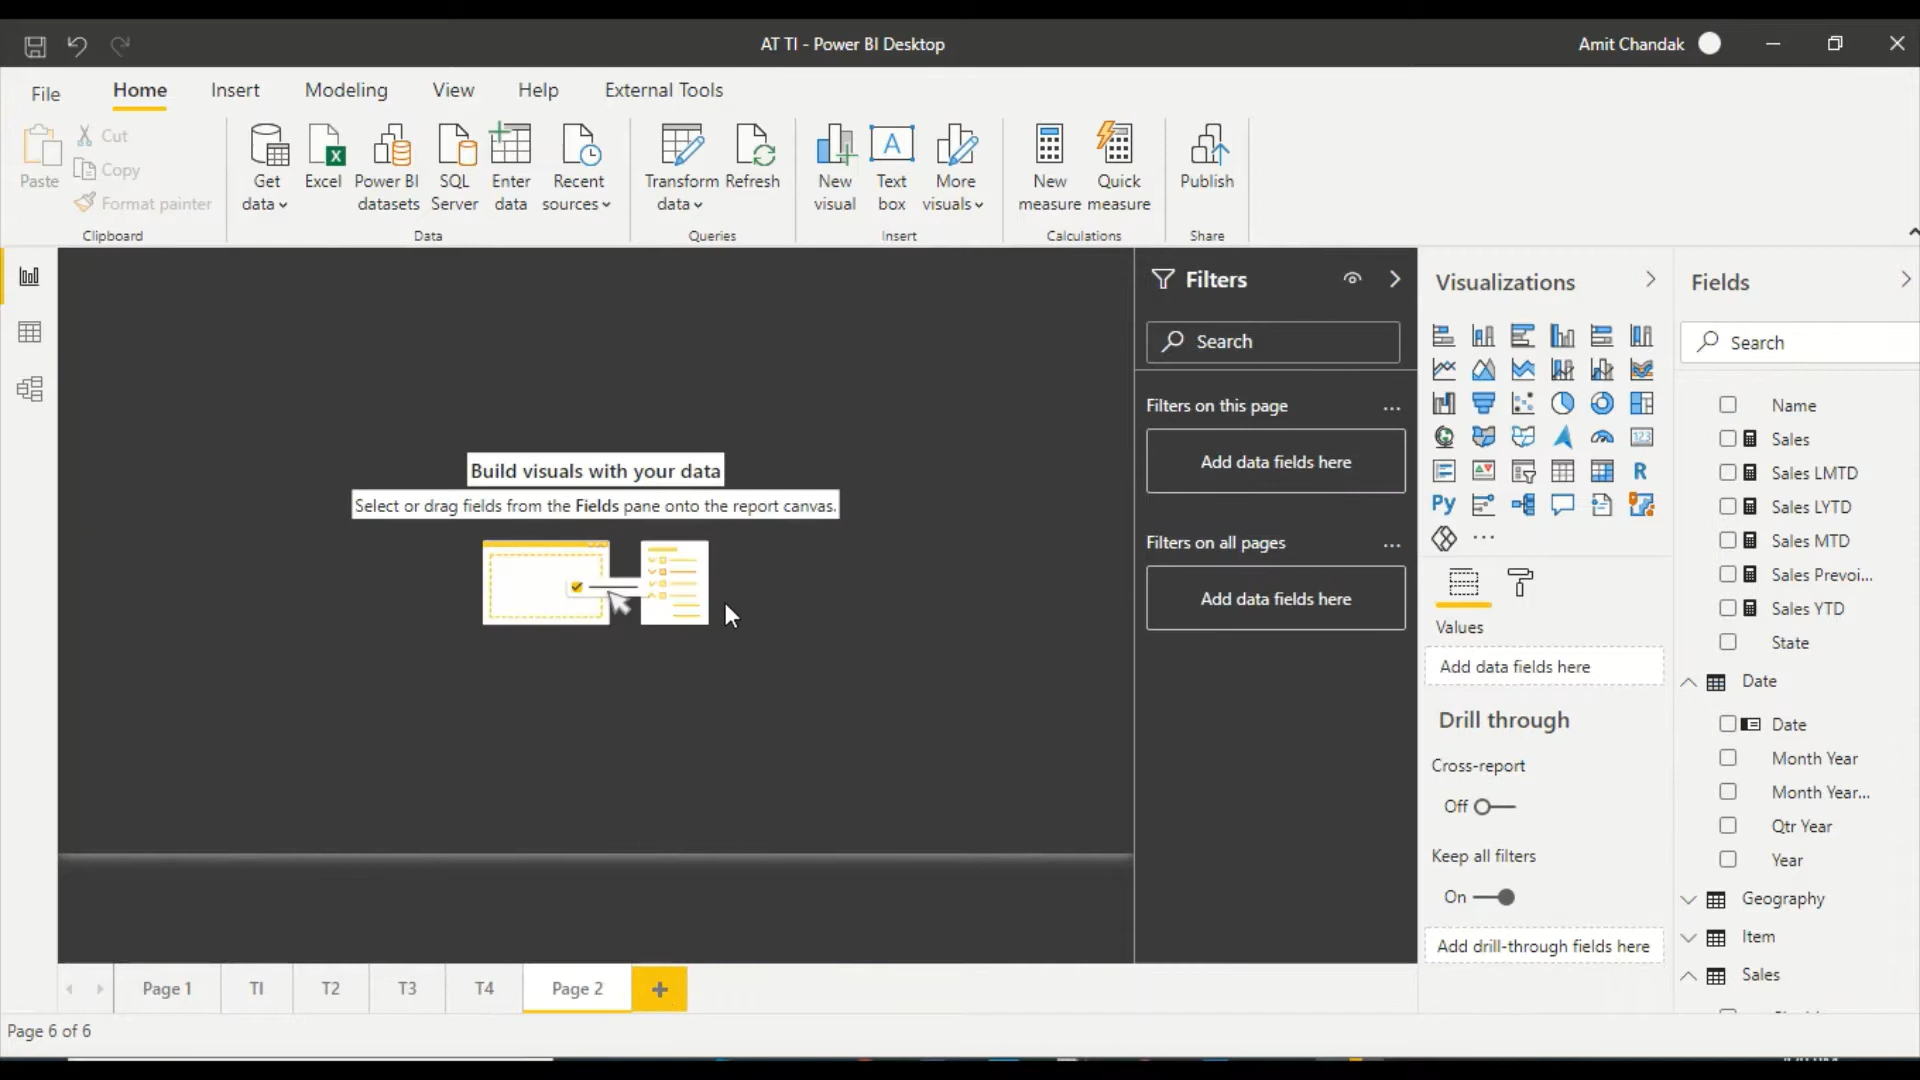 AT TI - Power BI Desktop
Amit Chandak
File
Home
Insert
Modeling
View
Help
External Tools
Paste
Cut
Copy
Format painter
Clipboard
Get data
Excel
Power BI datasets
SQL Server
Enter data
Recent sources
Data
Transform data
Refresh
Queries
New visual
Text box
More visuals
Insert
New measure
Quick measure
Calculations
Publish
Share
Build visuals with your data
Select or drag fields from the Fields pane onto the report canvas.
Filters
Search
Filters on this page
Add data fields here
Filters on all pages
Add data fields here
Visualizations
123
R
Py
Values
Add data fields here
Drill through
Cross-report
Off
Keep all filters
On
Add drill-through fields here
Fields
Search
Name
Sales
Sales LMTD
Sales LYTD
Sales MTD
Sales Prevoi...
Sales YTD
State
Date
Date
Month Year
Month Year...
Qtr Year
Year
Geography
Item
Sales
Page 1
TI
T2
T3
T4
Page 2
Page 6 of 6